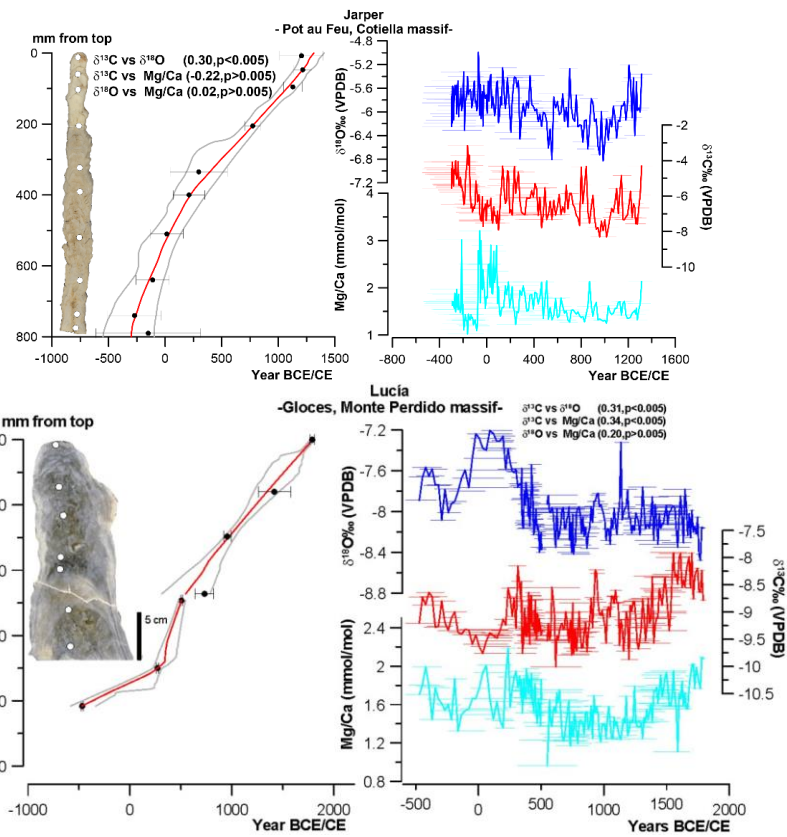 Jarper
- Pot au Feu, Cotiella massif-
mm from top
δ13C vs δ18O (0.30,p<0.005)
δ13C vs Mg/Ca (-0.22,p>0.005)
δ18O vs Mg/Ca (0.02,p>0.005)
0
200
400
600
800
-1000 -500 0 500 1000 1500
Year BCE/CE
-4.8
-5.2
-5.6
-6
-6.4
-6.8
-7.2
δ18O‰ (VPDB)
-2
-4
-6
-8
-10
δ13C‰ (VPDB)
4
3
2
1
Mg/Ca (mmol/mol)
-800 -400 0 400 800 1200 1600
Year BCE/CE
Lucía
-Gloces, Monte Perdido massif-
mm from top
δ13C vs δ18O (0.31,p<0.005)
δ13C vs Mg/Ca (0.34,p<0.005)
δ18O vs Mg/Ca (0.20,p>0.005)
0
0
0
0
0
0
5 cm
-1000 0 1000 2000
Year BCE/CE
-7.2
-7.6
-8
-8.4
-8.8
δ18O‰ (VPDB)
-7.5
-8
-8.5
-9
-9.5
-10
-10.5
δ13C‰ (VPDB)
2.4
2
1.6
1.2
0.8
Mg/Ca (mmol/mol)
-500 0 500 1000 1500 2000
Years BCE/CE